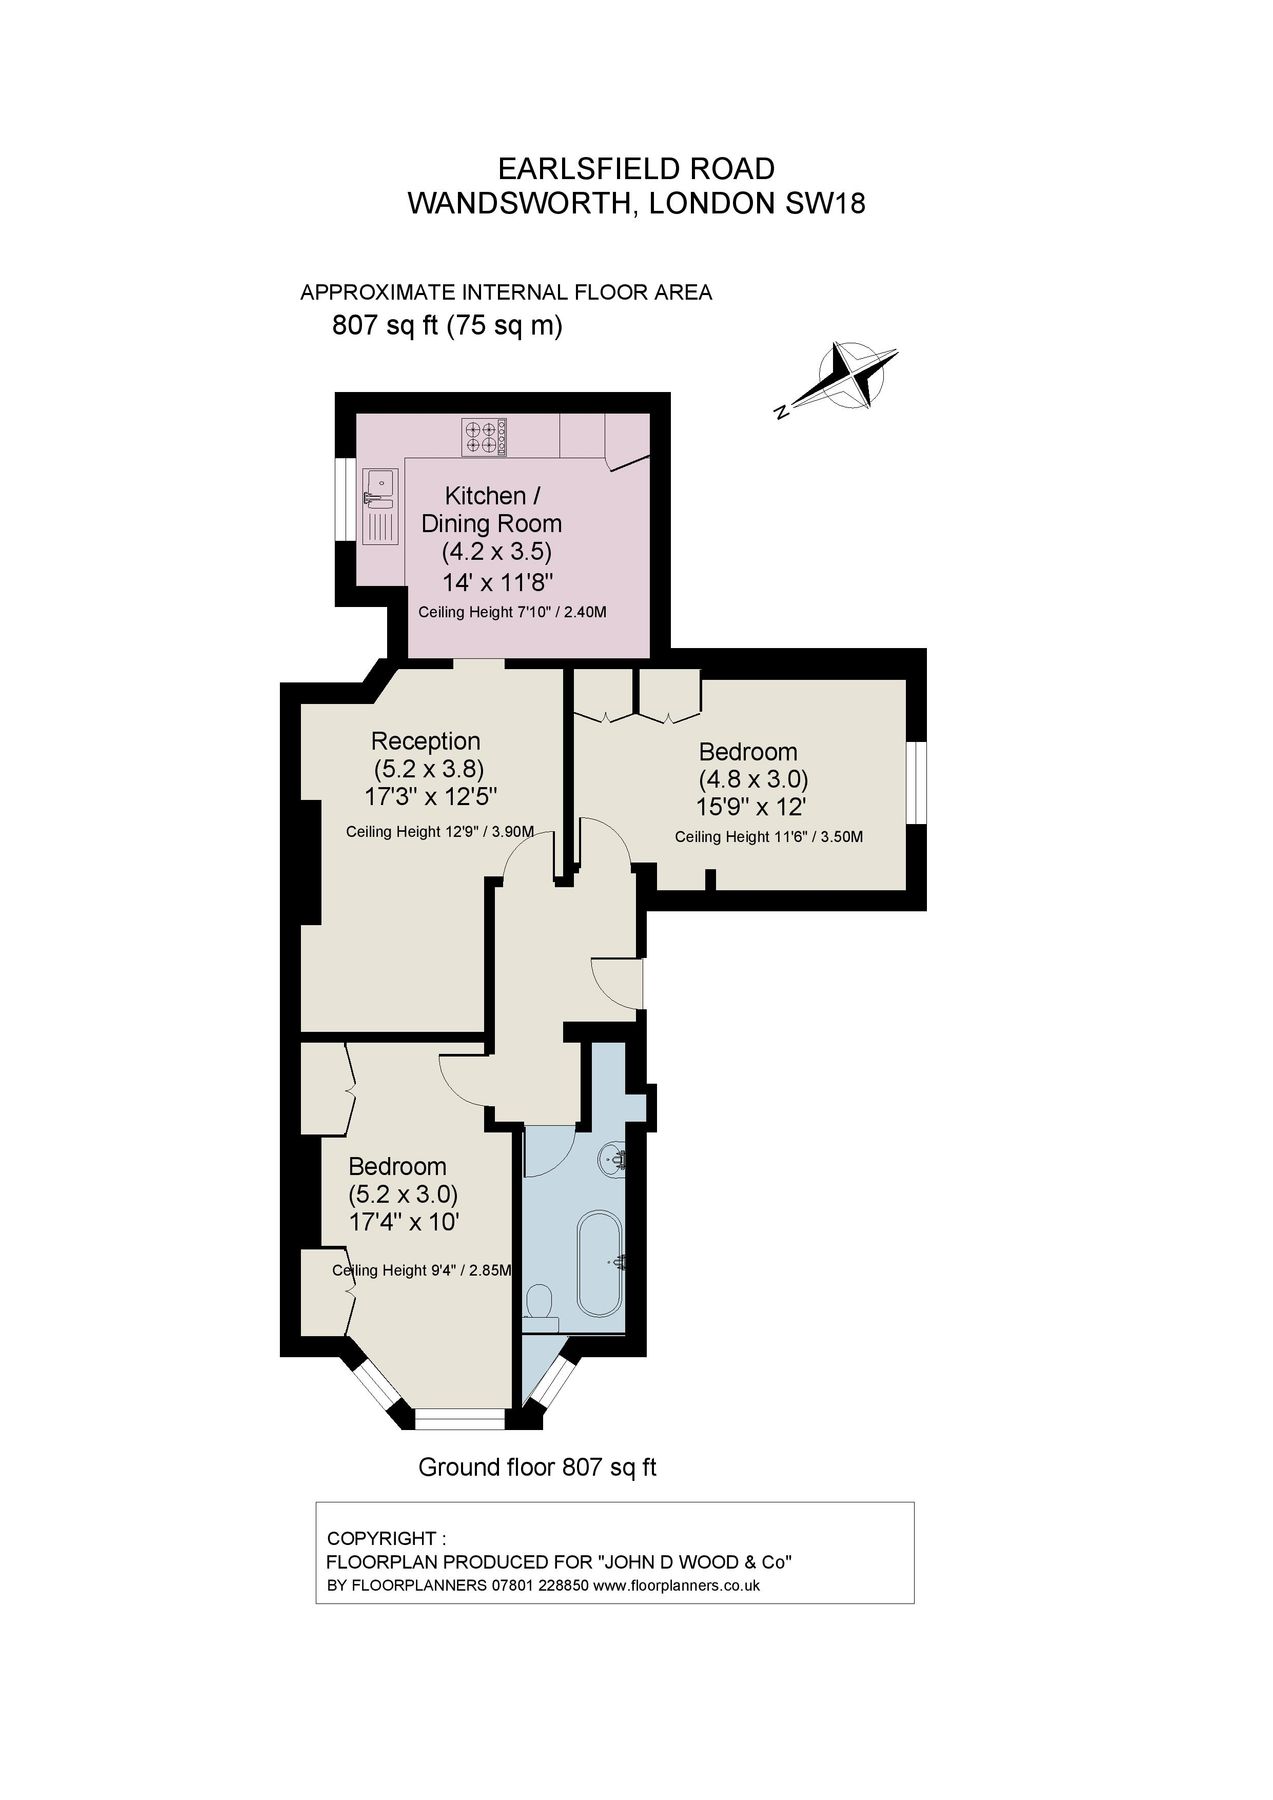 EARLSFIELD ROAD
WANDSWORTH, LONDON SW18
APPROXIMATE INTERNAL FLOOR AREA
807 sq ft (75 sq m)
N
Kitchen /
Dining Room
(4.2 x 3.5)
14' x 11'8"
Ceiling Height 7'10" / 2.40M
Reception
(5.2 x 3.8)
17'3" x 12'5"
Ceiling Height 12'9" / 3.90M
Bedroom
(4.8 x 3.0)
15'9" x 12'
Ceiling Height 11'6" / 3.50M
Bedroom
(5.2 x 3.0)
17'4" x 10'
Ceiling Height 9'4" / 2.85M
Ground floor 807 sq ft
COPYRIGHT :
FLOORPLAN PRODUCED FOR "JOHN D WOOD & Co"
BY FLOORPLANNERS 07801 228850 www.floorplanners.co.uk